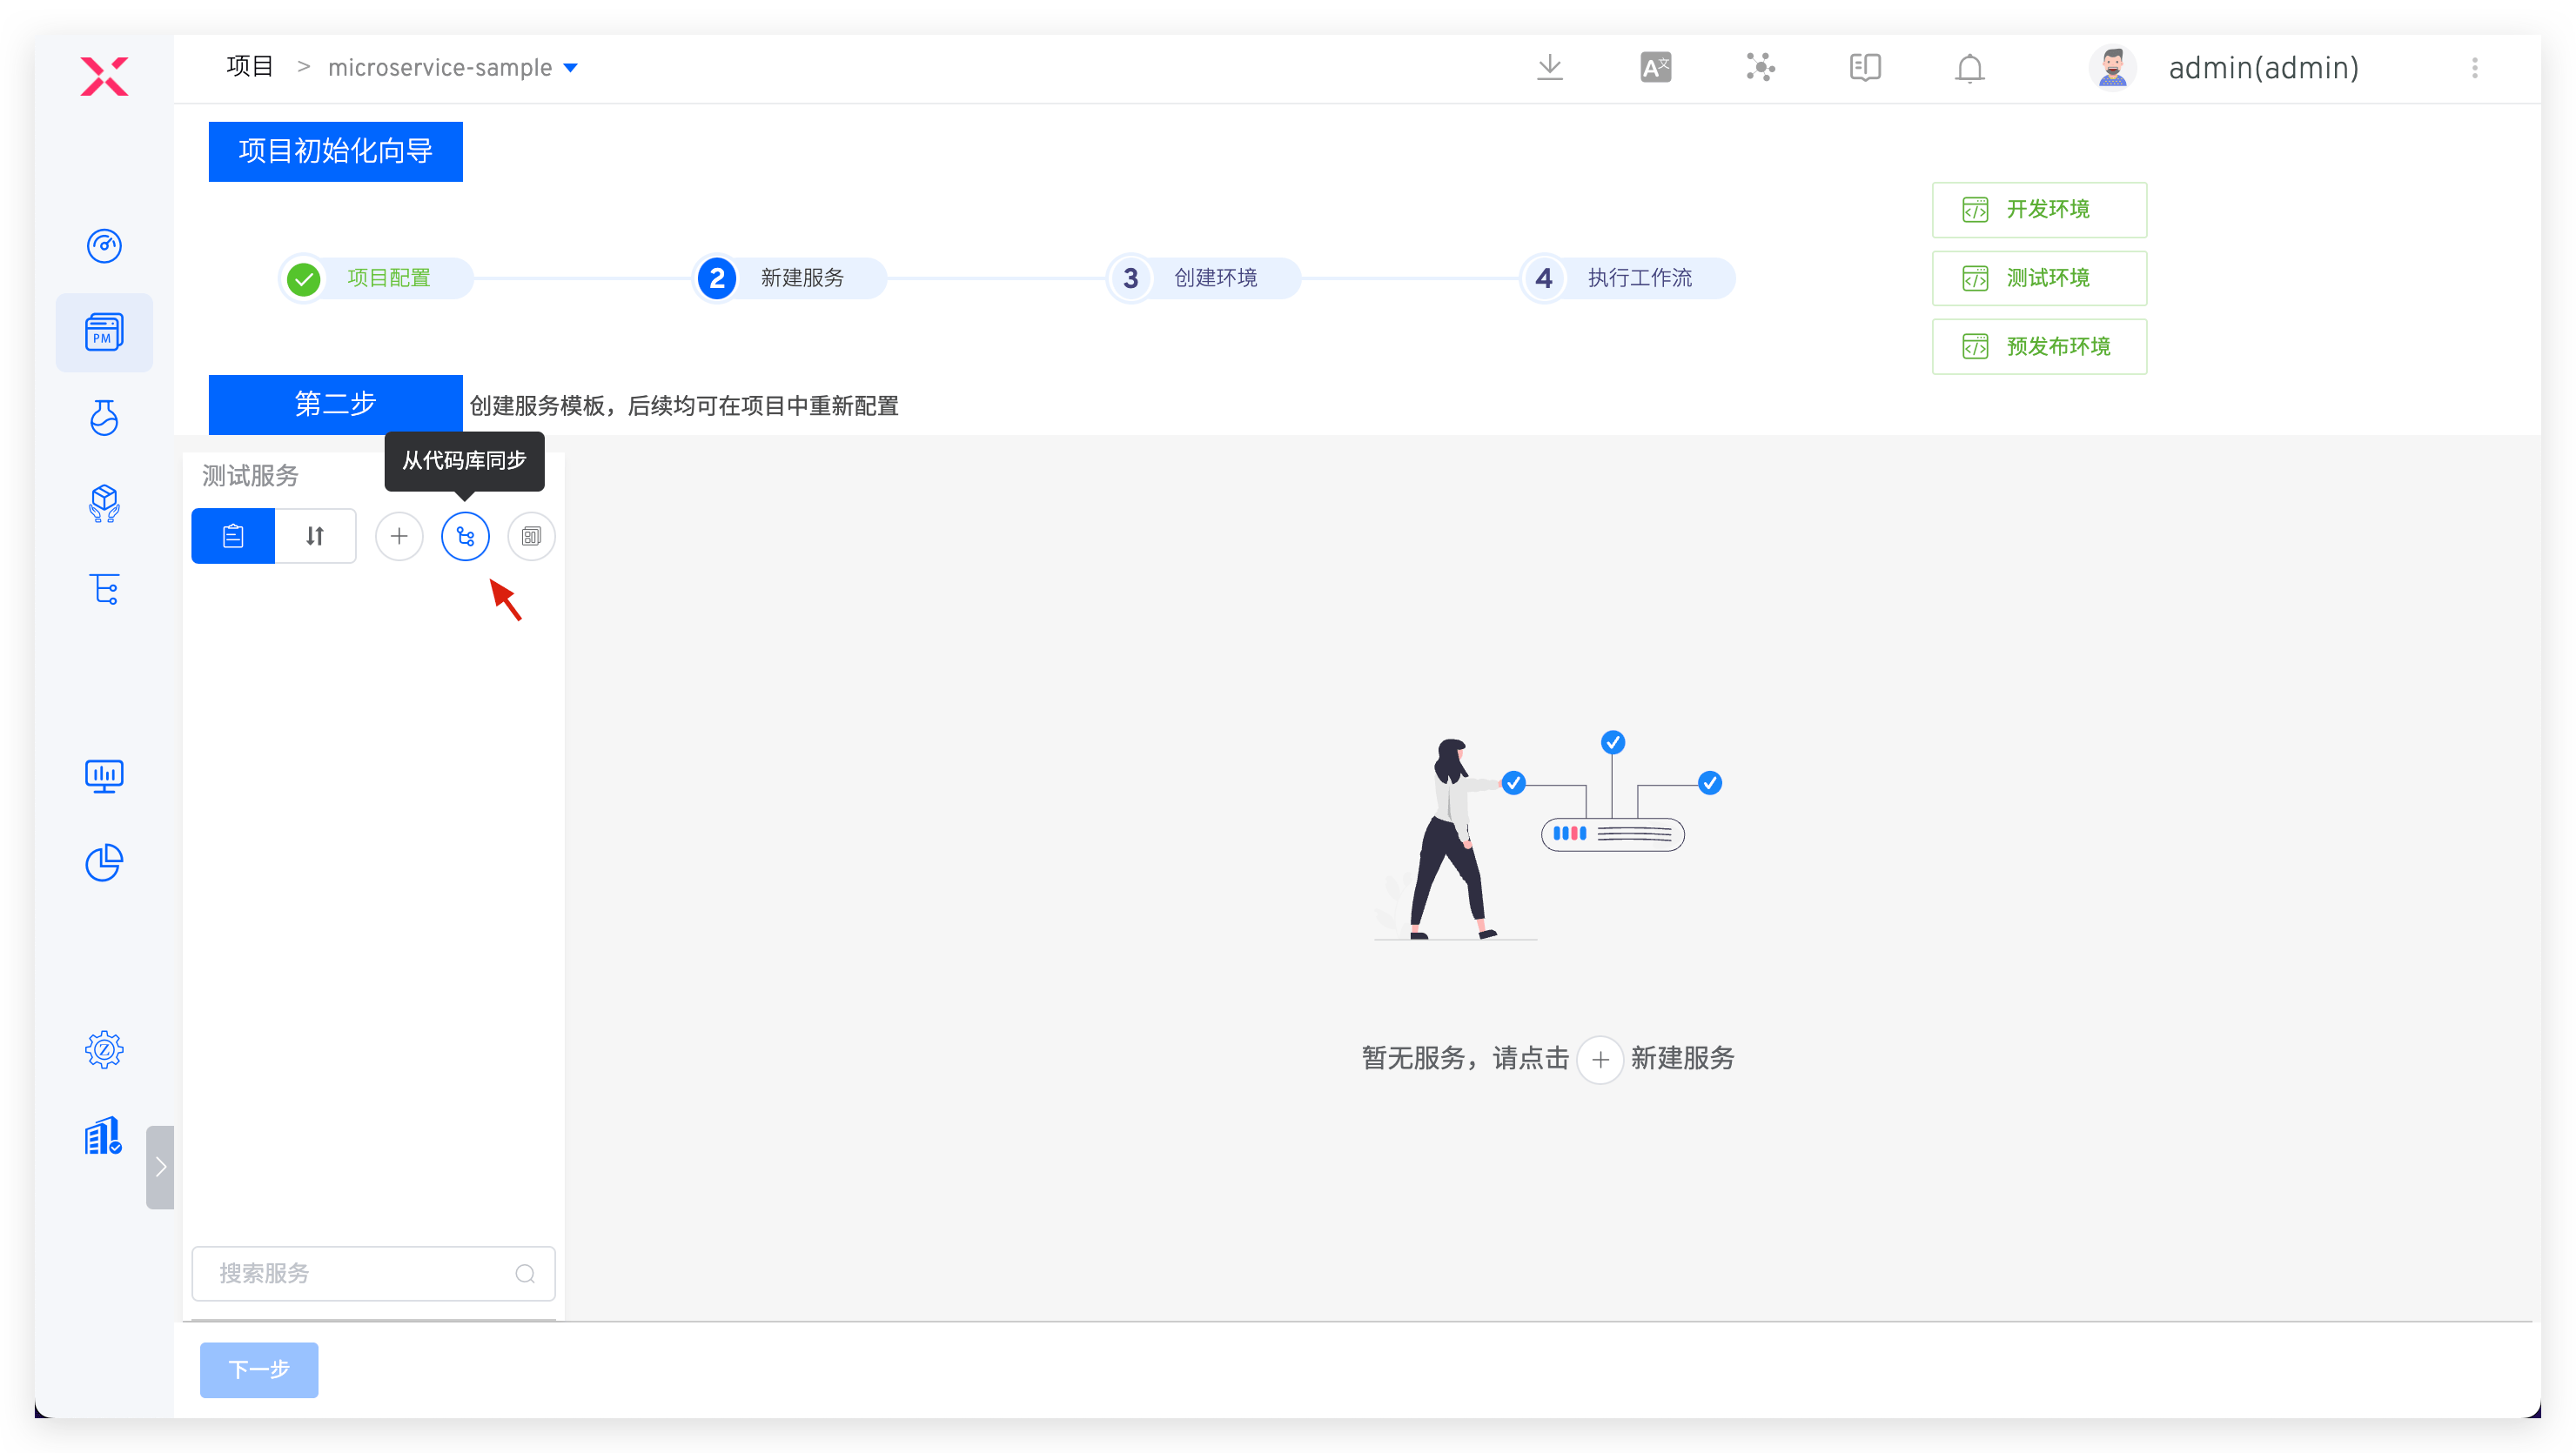 项目 > microservice-sample
admin(admin)
项目初始化向导
项目配置
2 新建服务
3 创建环境
4 执行工作流
开发环境
测试环境
预发布环境
第二步 创建服务模板，后续均可在项目中重新配置
从代码库同步
测试服务
PM
暂无服务，请点击 + 新建服务
搜索服务
下一步